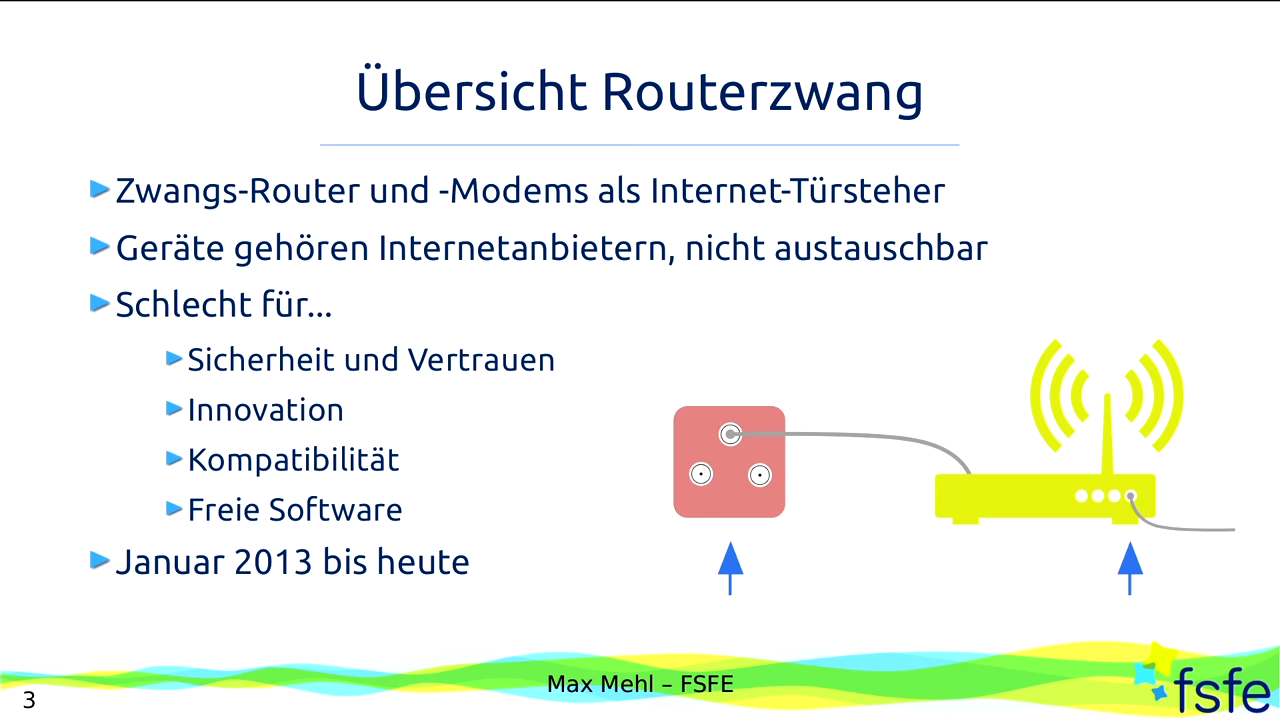 Übersicht Routerzwang
Zwangs-Router und -Modems als Internet-Türsteher
Geräte gehören Internetanbietern, nicht austauschbar
Schlecht für...
Sicherheit und Vertrauen
Innovation
Kompatibilität
Freie Software
Januar 2013 bis heute
Max Mehl – FSFE
3
fsfe